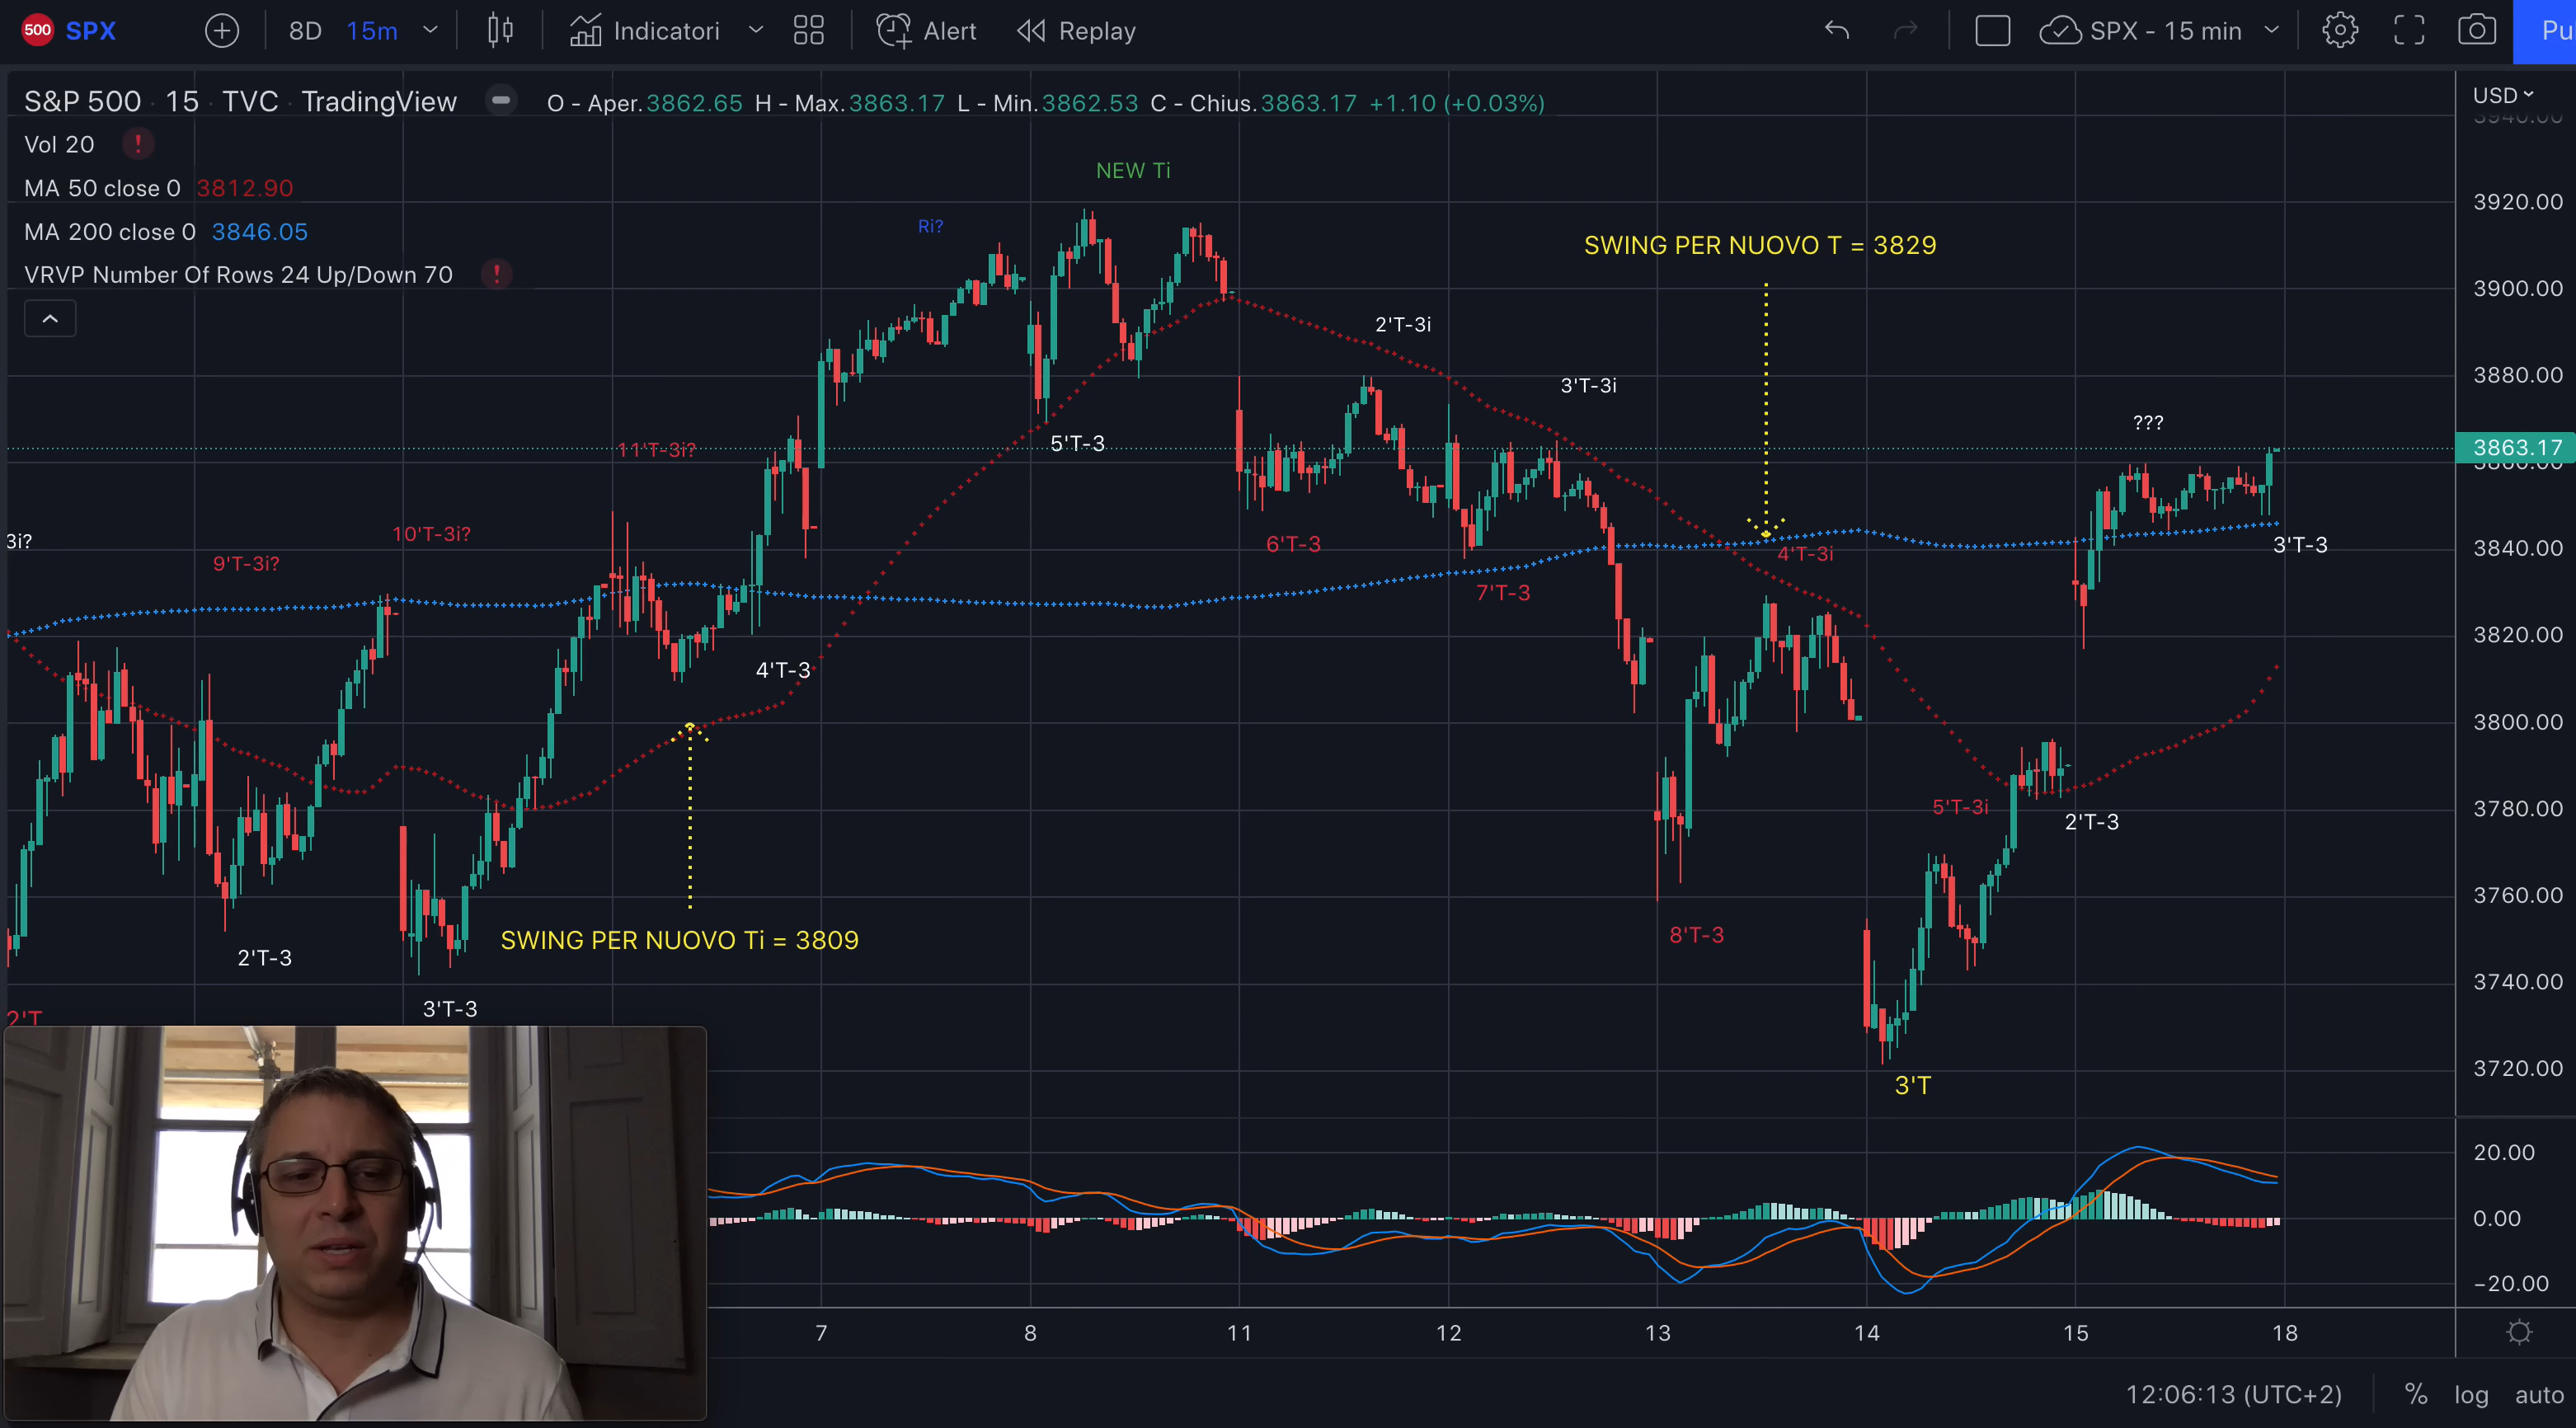 500 SPX 8D 15m Indicatori Alert Replay SPX - 15 min Pu
S&P 500 · 15 · TVC · TradingView O - Aper.3862.65 H - Max.3863.17 L - Min.3862.53 C - Chius.3863.17 +1.10 (+0.03%)
USD
3940.00
Vol 20 !
MA 50 close 0 3812.90
MA 200 close 0 3846.05
VRVP Number Of Rows 24 Up/Down 70 !
NEW Ti
Ri?
SWING PER NUOVO T = 3829
3920.00
3900.00
2'T-3i
3880.00
3'T-3i
???
5'T-3
11'T-3i?
3863.17
3860.00
10'T-3i?
3i?
9'T-3i?
6'T-3
4'T-3i
3'T-3
3840.00
7'T-3
3820.00
4'T-3
3800.00
5'T-3i
3780.00
2'T-3
3760.00
8'T-3
SWING PER NUOVO Ti = 3809
2'T-3
3740.00
3'T-3
2'T
3720.00
3'T
20.00
0.00
−20.00
7 8 11 12 13 14 15 18
12:06:13 (UTC+2) % log auto